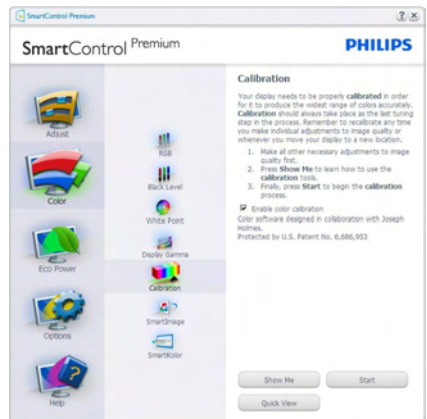 SmartControl Premium
SmartControl Premium
PHILIPS
Adjust
Color
Eco Power
Options
Help
RGB
Black Level
White Point
Display Gamma
Calibration
SmartImage
SmartKolor
Calibration
Your display needs to be properly calibrated in order
for it to produce the widest range of colors accurately.
Calibration should always take place as the last tuning
step in the process. Remember to recalibrate any time
you make individual adjustments to image quality or
whenever you move your display to a new location.
1. Make all other necessary adjustments to image
quality first.
2. Press Show Me to learn how to use the
calibration tools.
3. Finally, press Start to begin the calibration
process.
Enable color calibration
Color software designed in collaboration with Joseph
Holmes.
Protected by U.S. Patent No. 6,686,953
Show Me
Start
Quick View